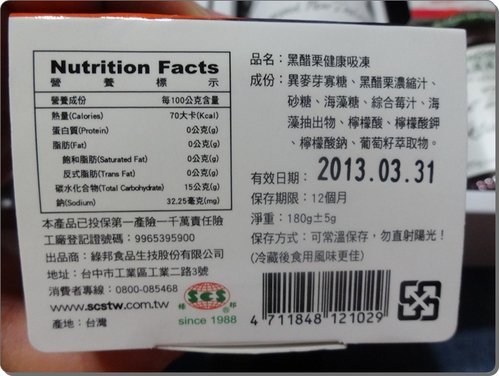 Nutrition Facts
營養標示
營養成份 每100公克含量
熱量(Calories) 70大卡(Kcal)
蛋白質(Protein) 0公克(g)
脂肪(Fat) 0公克(g)
飽和脂肪(Saturated Fat) 0公克(g)
反式脂肪(Trans Fat) 0公克(g)
碳水化合物(Total Carbohydrate) 15公克(g)
鈉(Sodium) 32.25毫克(mg)
本產品已投保第一產險一千萬責任險
工廠登記證號碼：9965395900
出品商：綠邦食品生技股份有限公司
地址：台中市工業區工業二路3號
消費者專線：0800-085468
www.scstw.com.tw
產地：台灣
SCS
綠 邦
since 1988
品名：黑醋栗健康吸凍
成份：異麥芽寡糖、黑醋栗濃縮汁、
砂糖、海藻糖、綜合莓汁、海
藻抽出物、檸檬酸、檸檬酸鉀
、檸檬酸鈉、葡萄籽萃取物。
有效日期：2013.03.31
保存期限：12個月
淨重：180g±5g
保存方式：可常溫保存，勿直射陽光！
(冷藏後食用風味更佳)
4 711848 121029